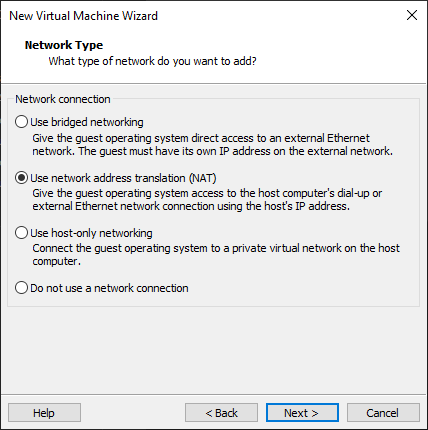 New Virtual Machine Wizard
Network Type
What type of network do you want to add?
Network connection
Use bridged networking
Give the guest operating system direct access to an external Ethernet
network. The guest must have its own IP address on the external network.
Use network address translation (NAT)
Give the guest operating system access to the host computer's dial-up or
external Ethernet network connection using the host's IP address.
Use host-only networking
Connect the guest operating system to a private virtual network on the host
computer.
Do not use a network connection
Help
< Back
Next >
Cancel